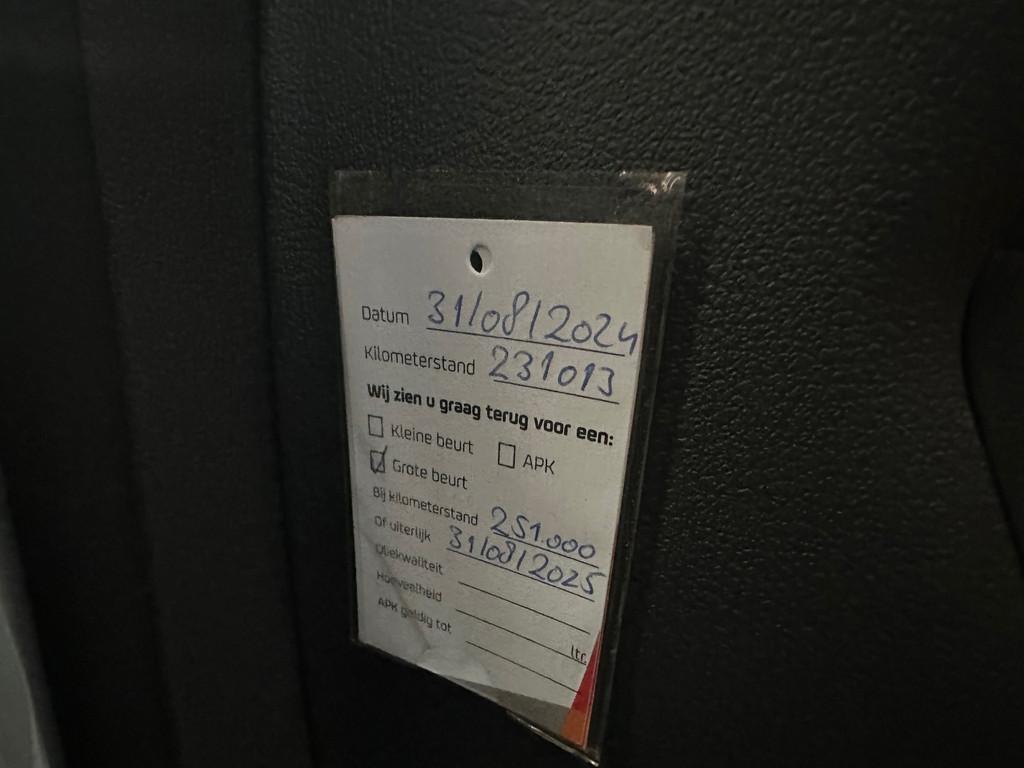 Datum 31/08/2024
Kilometerstand 231013
Wij zien u graag terug voor een:
Kleine beurt APK
Grote beurt
Bij kilometerstand 251.000
Of uiterlijk 31/08/2025
Oliekwaliteit
Hoeveelheid ltr.
APK geldig tot